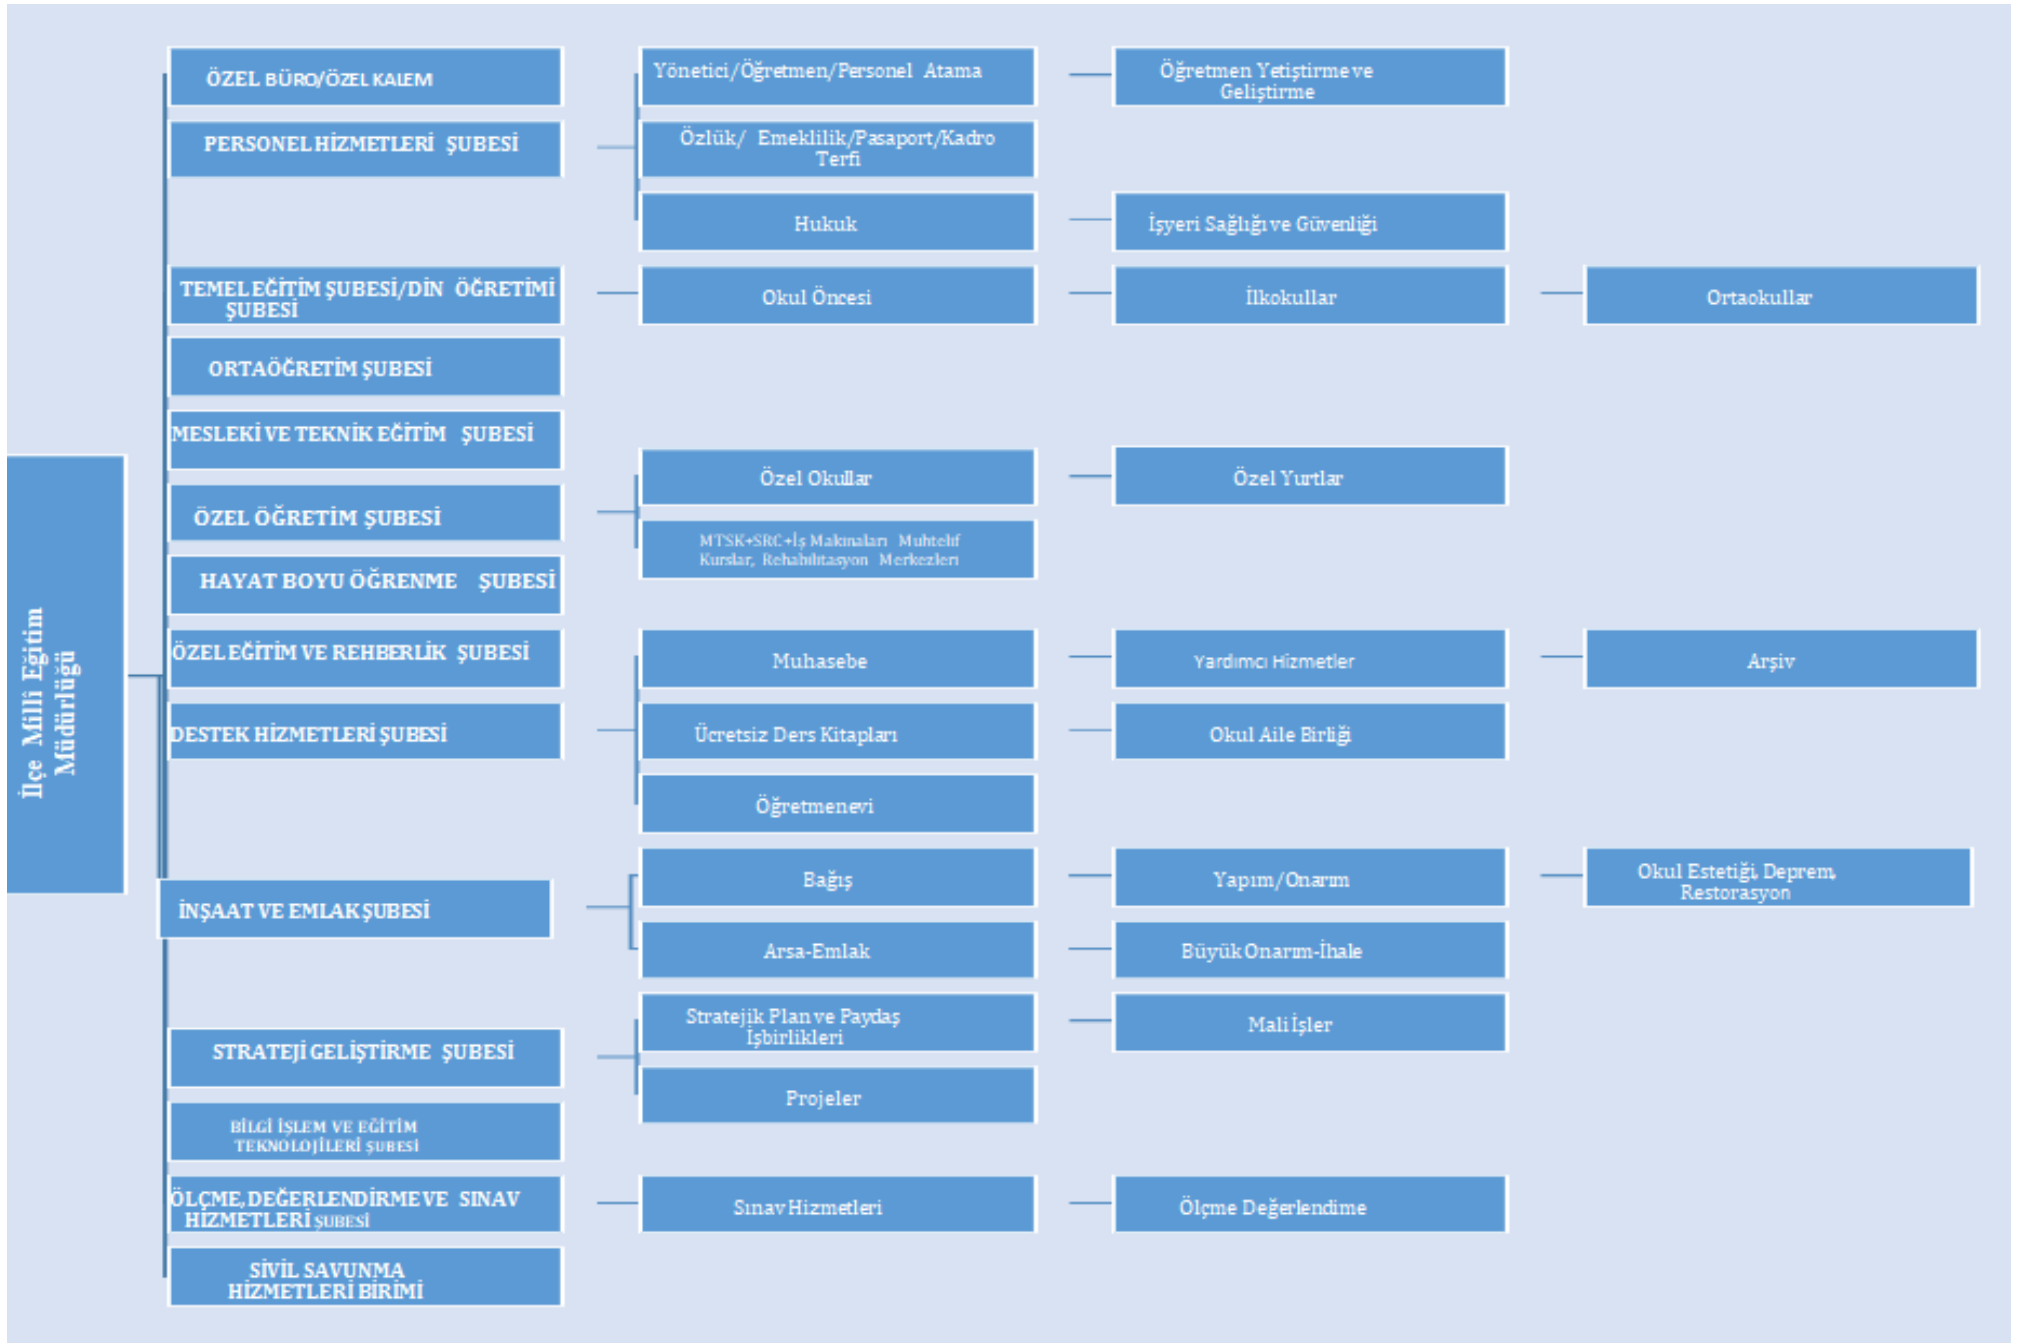 İlçe Millî Eğitim
Müdürlüğü
ÖZEL BÜRO/ÖZEL KALEM
Yönetici/Öğretmen/Personel Atama
Öğretmen Yetiştirme ve
Geliştirme
PERSONEL HİZMETLERİ ŞUBESİ
Özlük/ Emeklilik/Pasaport/Kadro
Terfi
Hukuk
İşyeri Sağlığı ve Güvenliği
TEMEL EĞİTİM ŞUBESİ/DİN ÖĞRETİMİ
ŞUBESİ
Okul Öncesi
İlkokullar
Ortaokullar
ORTAÖĞRETİM ŞUBESİ
MESLEKİ VE TEKNİK EĞİTİM ŞUBESİ
ÖZEL ÖĞRETİM ŞUBESİ
Özel Okullar
Özel Yurtlar
MTSK+SRC+İş Makınaları Muhtelıf
Kurslar, Rehabılıtasyon Merkezlerı
HAYAT BOYU ÖĞRENME ŞUBESİ
ÖZEL EĞİTİM VE REHBERLİK ŞUBESİ
DESTEK HİZMETLERİ ŞUBESİ
Muhasebe
Yardımcı Hizmetler
Arşiv
Ücretsiz Ders Kitapları
Okul Aile Birliği
Öğretmenevi
İNŞAAT VE EMLAK ŞUBESİ
Bağış
Yapım/Onarım
Okul Estetiği, Deprem,
Restorasyon
Arsa-Emlak
Büyük Onarım-İhale
STRATEJİ GELİŞTİRME ŞUBESİ
Stratejik Plan ve Paydaş
İşbirlikleri
Mali İşler
Projeler
BİLGİ İŞLEM VE EĞİTİM
TEKNOLOJİLERİ ŞUBESİ
ÖLÇME, DEĞERLENDİRME VE SINAV
HİZMETLERİ ŞUBESİ
Sınav Hizmetleri
Ölçme Değerlendime
SİVİL SAVUNMA
HİZMETLERİ BİRİMİ